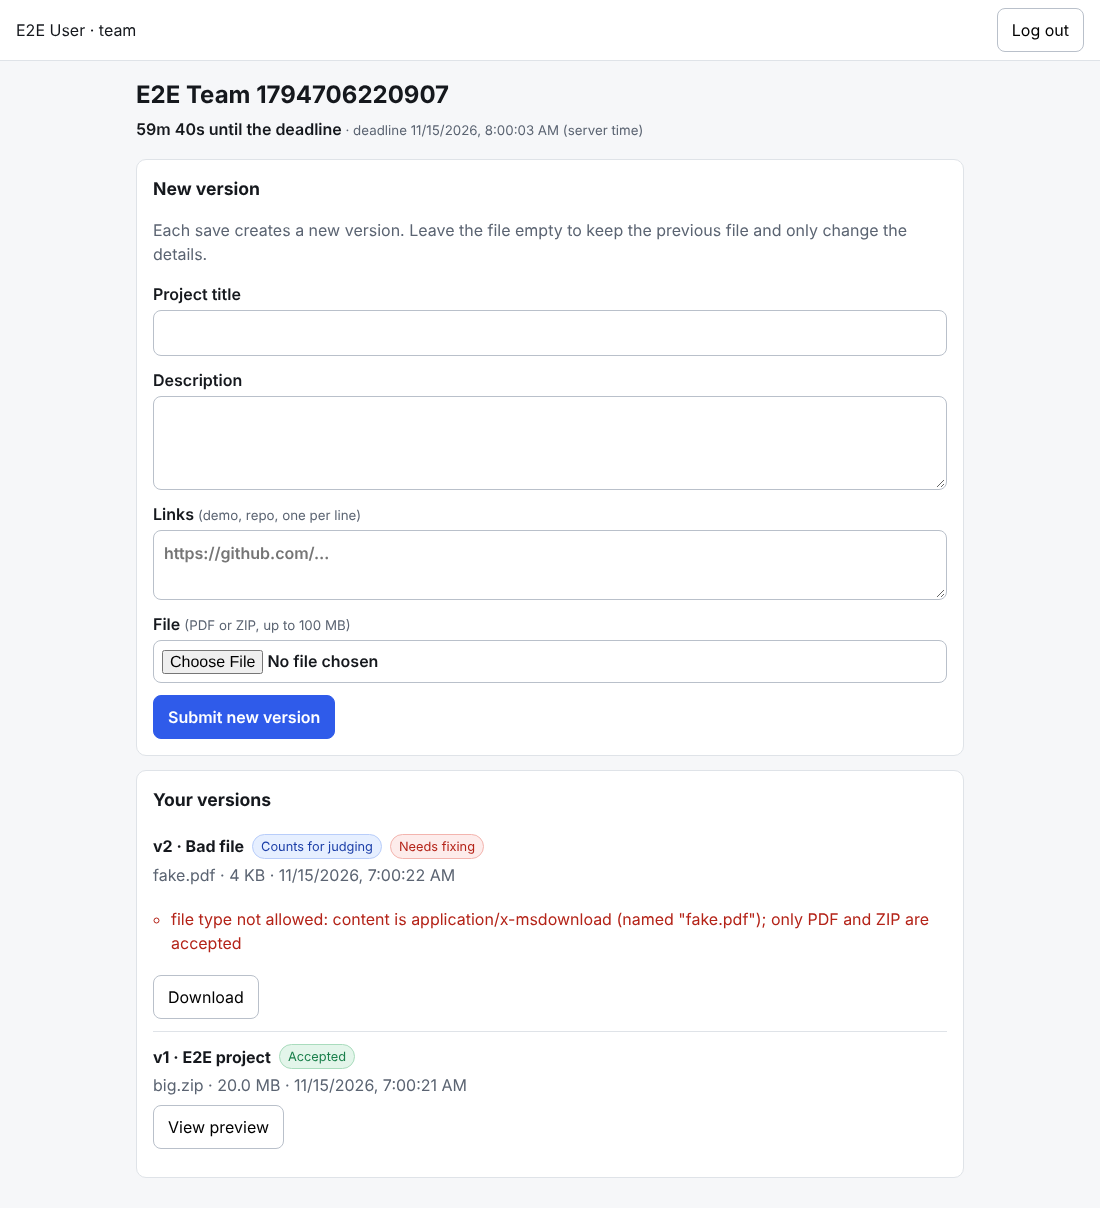 E2E User · team
Log out
E2E Team 1794706220907
59m 40s until the deadline · deadline 11/15/2026, 8:00:03 AM (server time)
New version
Each save creates a new version. Leave the file empty to keep the previous file and only change the
details.
Project title
Description
Links (demo, repo, one per line)
https://github.com/...
File (PDF or ZIP, up to 100 MB)
Choose File No file chosen
Submit new version
Your versions
v2 · Bad file Counts for judging Needs fixing
fake.pdf · 4 KB · 11/15/2026, 7:00:22 AM
file type not allowed: content is application/x-msdownload (named "fake.pdf"); only PDF and ZIP are
accepted
Download
v1 · E2E project Accepted
big.zip · 20.0 MB · 11/15/2026, 7:00:21 AM
View preview